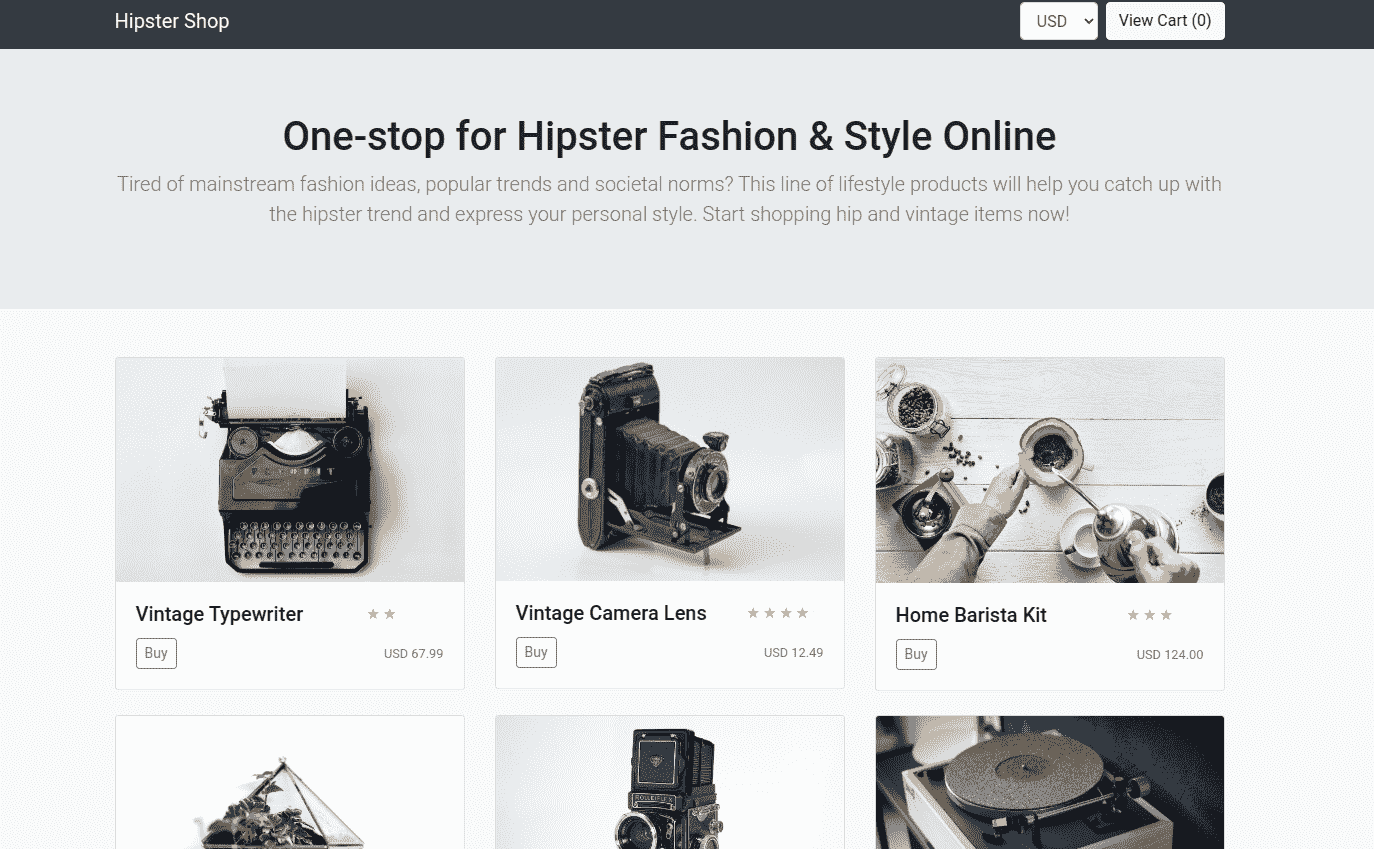 Hipster Shop
USD
View Cart (0)
One-stop for Hipster Fashion & Style Online
Tired of mainstream fashion ideas, popular trends and societal norms? This line of lifestyle products will help you catch up with
the hipster trend and express your personal style. Start shopping hip and vintage items now!
Vintage Typewriter
Buy
USD 67.99
Vintage Camera Lens
Buy
USD 12.49
Home Barista Kit
Buy
USD 124.00
ROLLEIFLEX